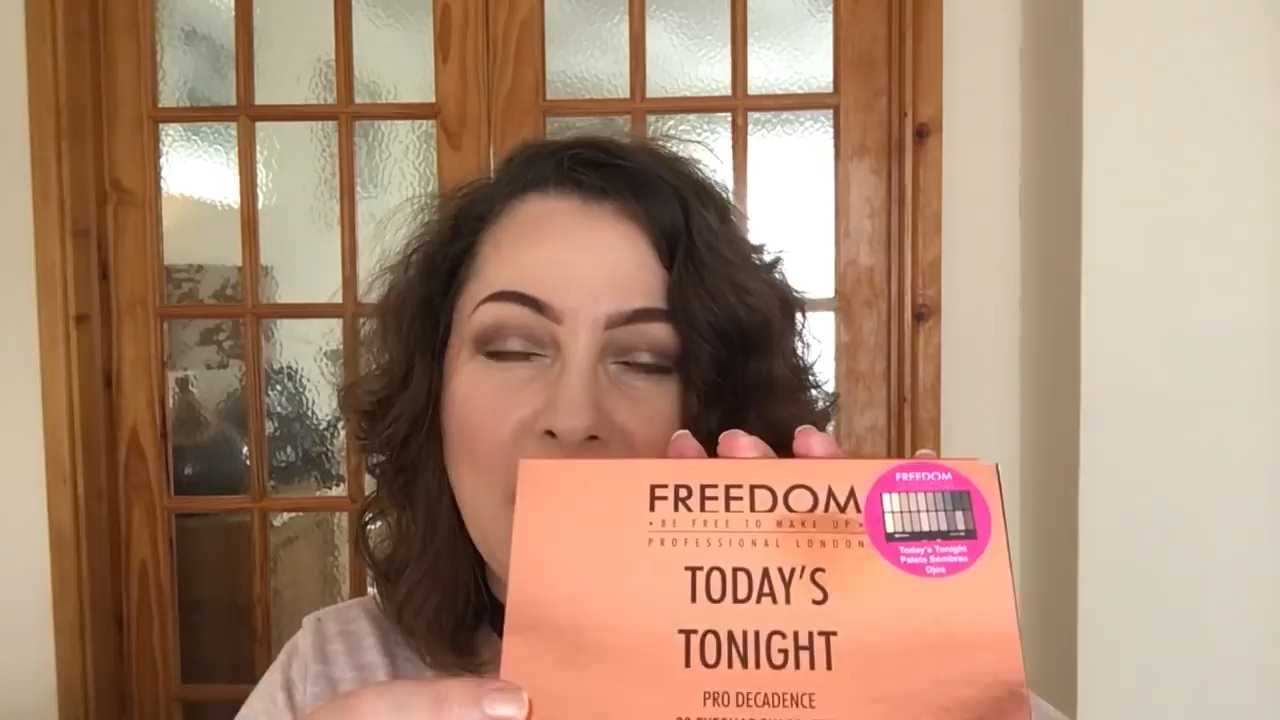 FREEDOM
• BE FREE TO MAKE UP •
PROFESSIONAL LONDON
TODAY'S
TONIGHT
PRO DECADENCE
FREEDOM
Today's Tonight
Paleta Sombras
Ojos